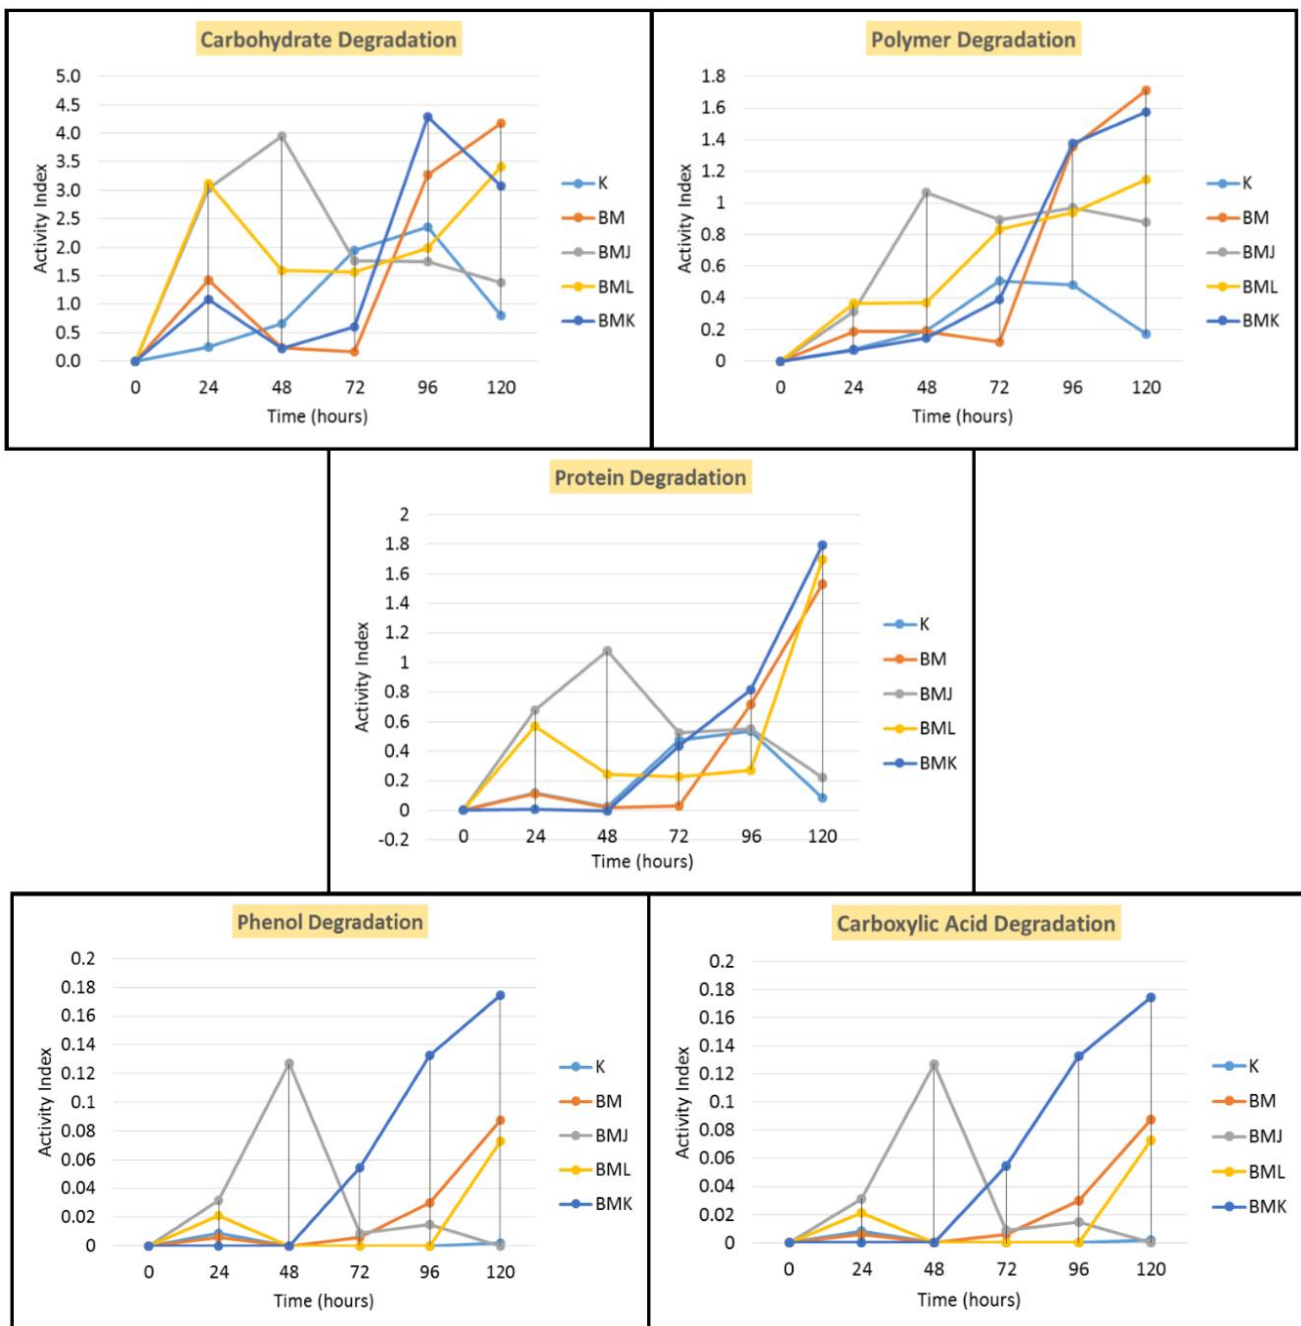 Carbohydrate Degradation
5.0
4.5
4.0
3.5
3.0
2.5
2.0
1.5
1.0
0.5
0.0
Activity Index
0 24 48 72 96 120
Time (hours)
K
BM
BMJ
BML
BMK
Polymer Degradation
1.8
1.6
1.4
1.2
1
0.8
0.6
0.4
0.2
0
Activity Index
0 24 48 72 96 120
Time (hours)
K
BM
BMJ
BML
BMK
Protein Degradation
2
1.8
1.6
1.4
1.2
1
0.8
0.6
0.4
0.2
0
-0.2
Activity Index
0 24 48 72 96 120
Time (hours)
K
BM
BMJ
BML
BMK
Phenol Degradation
0.2
0.18
0.16
0.14
0.12
0.1
0.08
0.06
0.04
0.02
0
Activity Index
0 24 48 72 96 120
Time (hours)
K
BM
BMJ
BML
BMK
Carboxylic Acid Degradation
0.2
0.18
0.16
0.14
0.12
0.1
0.08
0.06
0.04
0.02
0
Activity Index
0 24 48 72 96 120
Time (hours)
K
BM
BMJ
BML
BMK